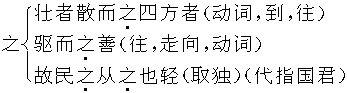 之
壮者散而之四方者(动词,到,往)
驱而之善(往,走向,动词)
故民之从之也轻(取独)(代指国君)